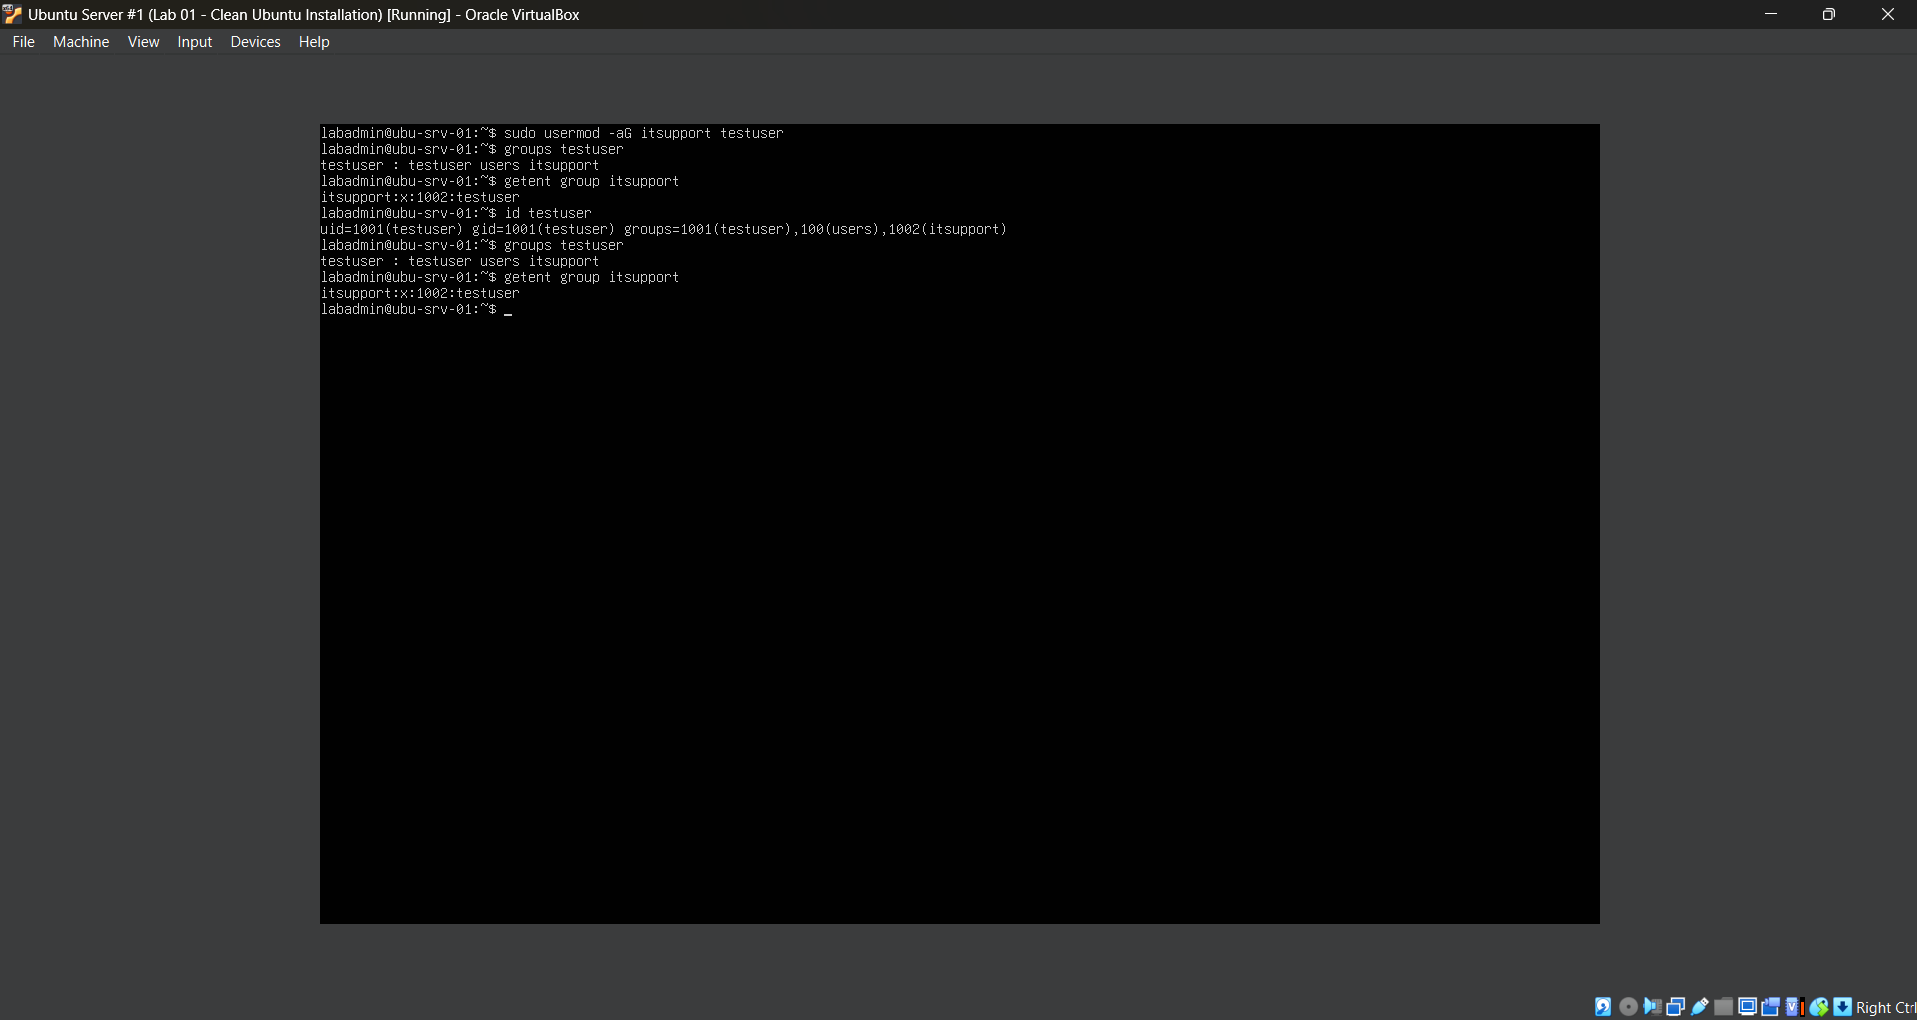 Ubuntu Server #1 (Lab 01 - Clean Ubuntu Installation) [Running] - Oracle VirtualBox
File Machine View Input Devices Help
labadmin@ubu-srv-01:~$ sudo usermod -aG itsupport testuser
labadmin@ubu-srv-01:~$ groups testuser
testuser : testuser users itsupport
labadmin@ubu-srv-01:~$ getent group itsupport
itsupport:x:1002:testuser
labadmin@ubu-srv-01:~$ id testuser
uid=1001(testuser) gid=1001(testuser) groups=1001(testuser),100(users),1002(itsupport)
labadmin@ubu-srv-01:~$ groups testuser
testuser : testuser users itsupport
labadmin@ubu-srv-01:~$ getent group itsupport
itsupport:x:1002:testuser
labadmin@ubu-srv-01:~$ _
Right Ctrl